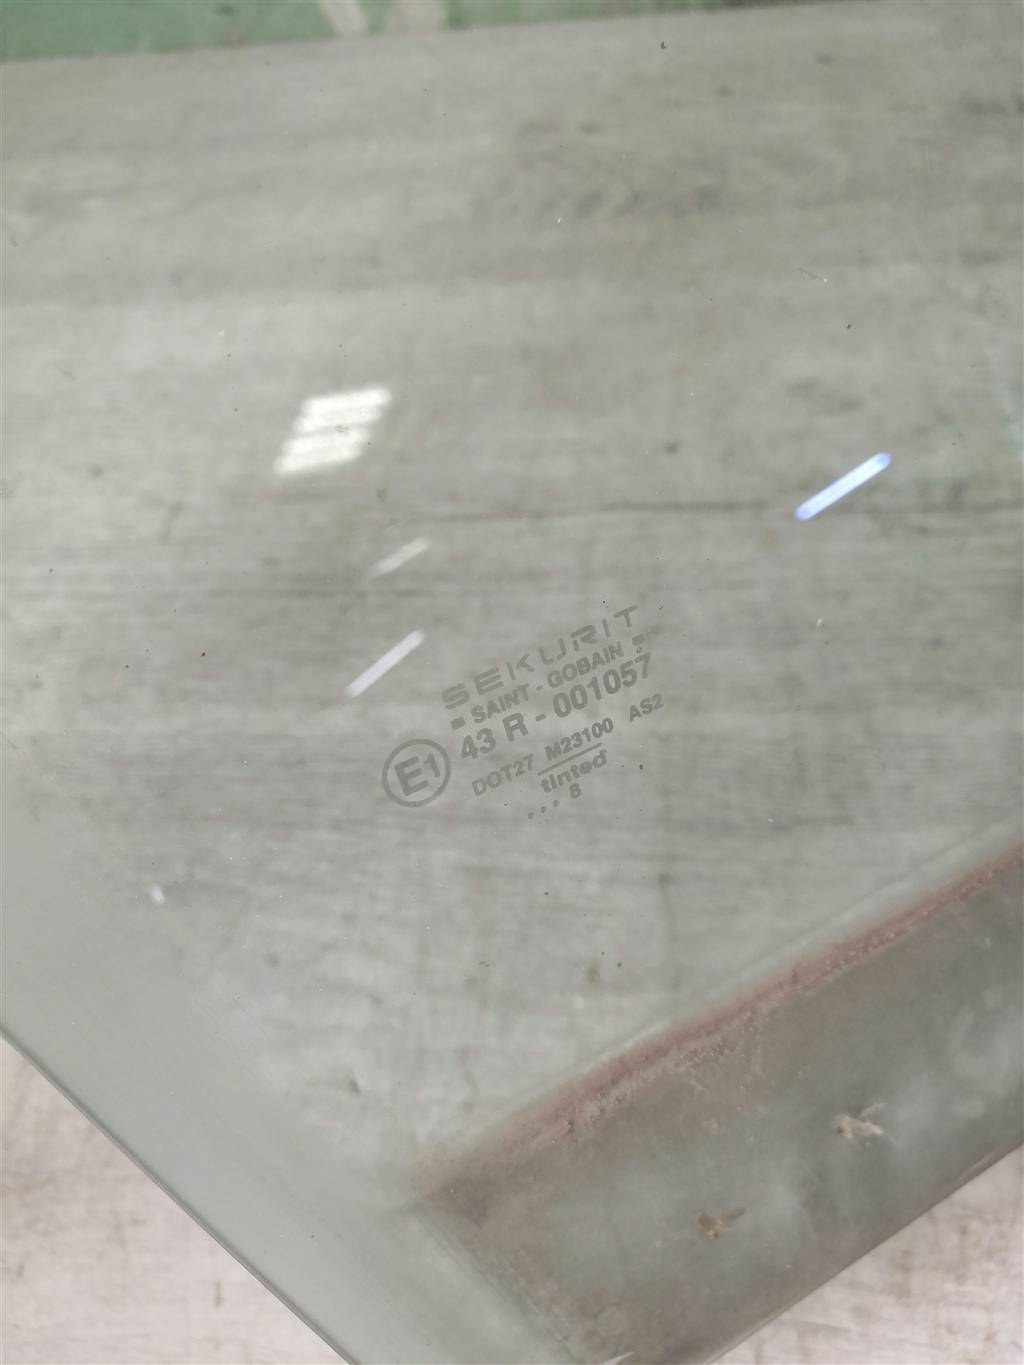 SEKURIT
SAINT - GOBAIN
43 R - 001057
E1
DOT27 M23100 AS2
tinted
. . . 8